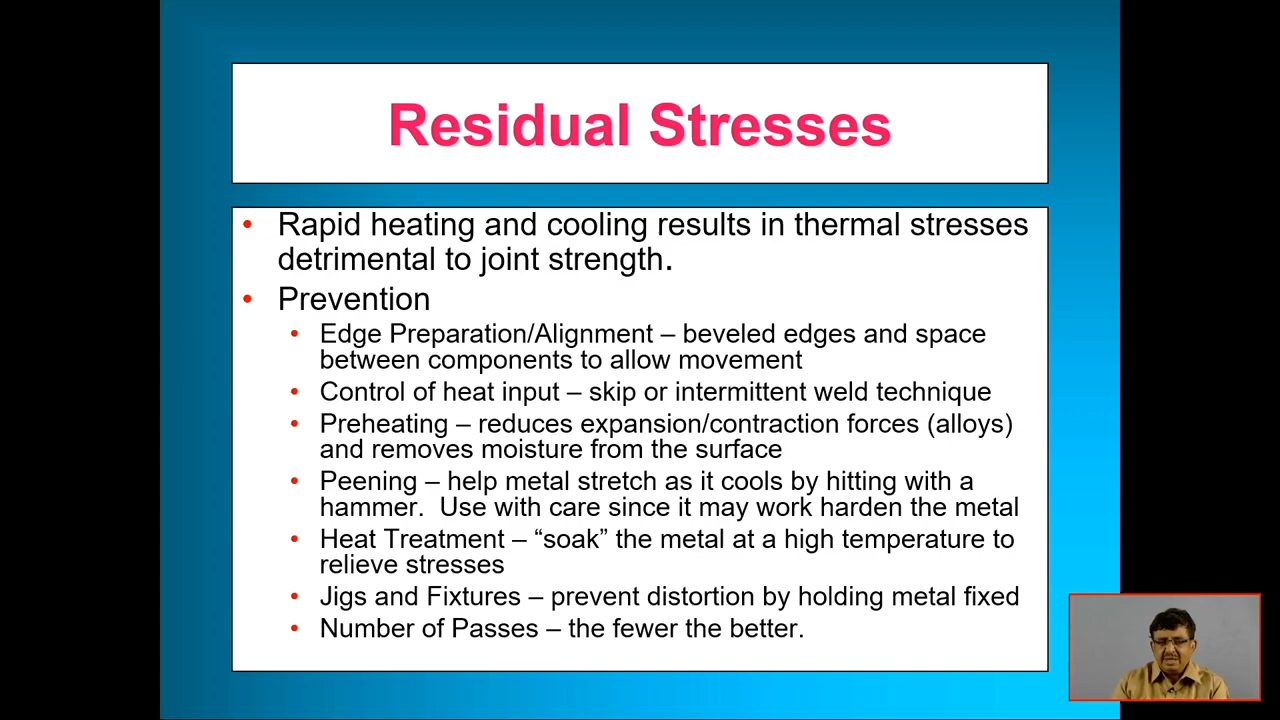 Residual Stresses
• Rapid heating and cooling results in thermal stresses
detrimental to joint strength.
• Prevention
• Edge Preparation/Alignment – beveled edges and space
between components to allow movement
• Control of heat input – skip or intermittent weld technique
• Preheating – reduces expansion/contraction forces (alloys)
and removes moisture from the surface
• Peening – help metal stretch as it cools by hitting with a
hammer.  Use with care since it may work harden the metal
• Heat Treatment – “soak” the metal at a high temperature to
relieve stresses
• Jigs and Fixtures – prevent distortion by holding metal fixed
• Number of Passes – the fewer the better.